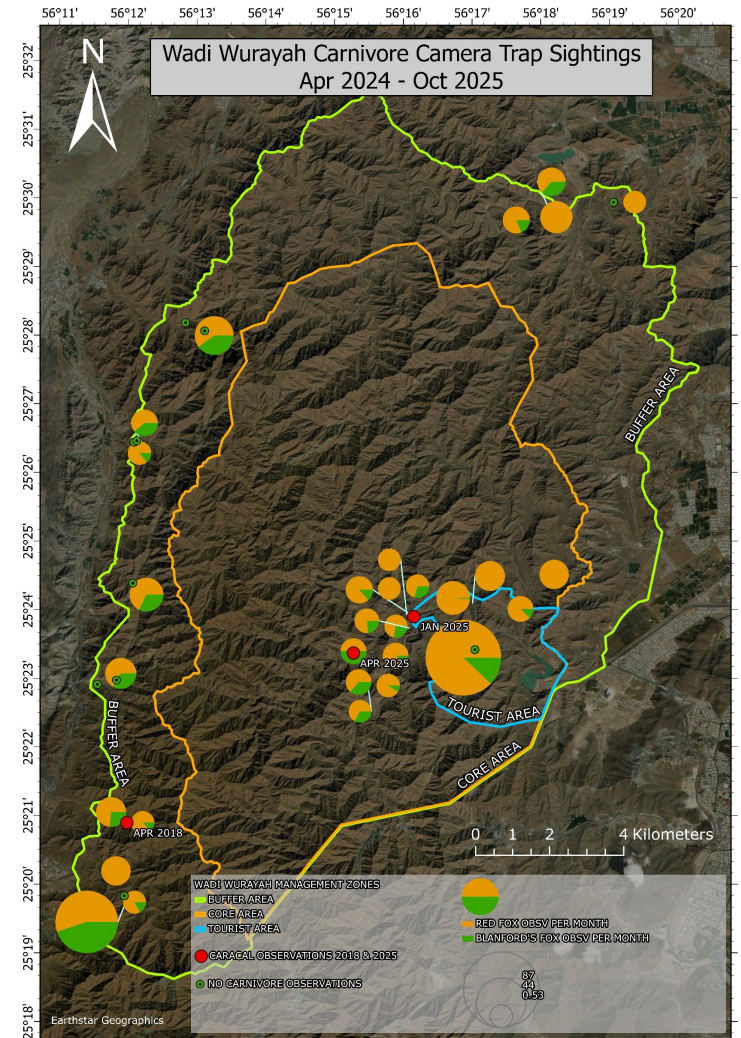 56°11' 56°12' 56°13' 56°14' 56°15' 56°16' 56°17' 56°18' 56°19' 56°20'
Wadi Wurayah Carnivore Camera Trap Sightings
Apr 2024 - Oct 2025
N
25°32'
25°31'
25°30'
25°29'
25°28'
25°27'
25°26'
25°25'
25°24'
25°23'
25°22'
25°21'
25°20'
25°19'
25°18'
BUFFER AREA
JAN 2025
APR 2025
TOURIST AREA
BUFFER AREA
CORE AREA
APR 2018
0 1 2 4 Kilometers
WADI WURAYAH MANAGEMENT ZONES
BUFFER AREA
CORE AREA
TOURIST AREA
CARACAL OBSERVATIONS 2018 & 2025
NO CARNIVORE OBSERVATIONS
RED FOX OBSV PER MONTH
BLANFORD'S FOX OBSV PER MONTH
87
44
0.53
Earthstar Geographics